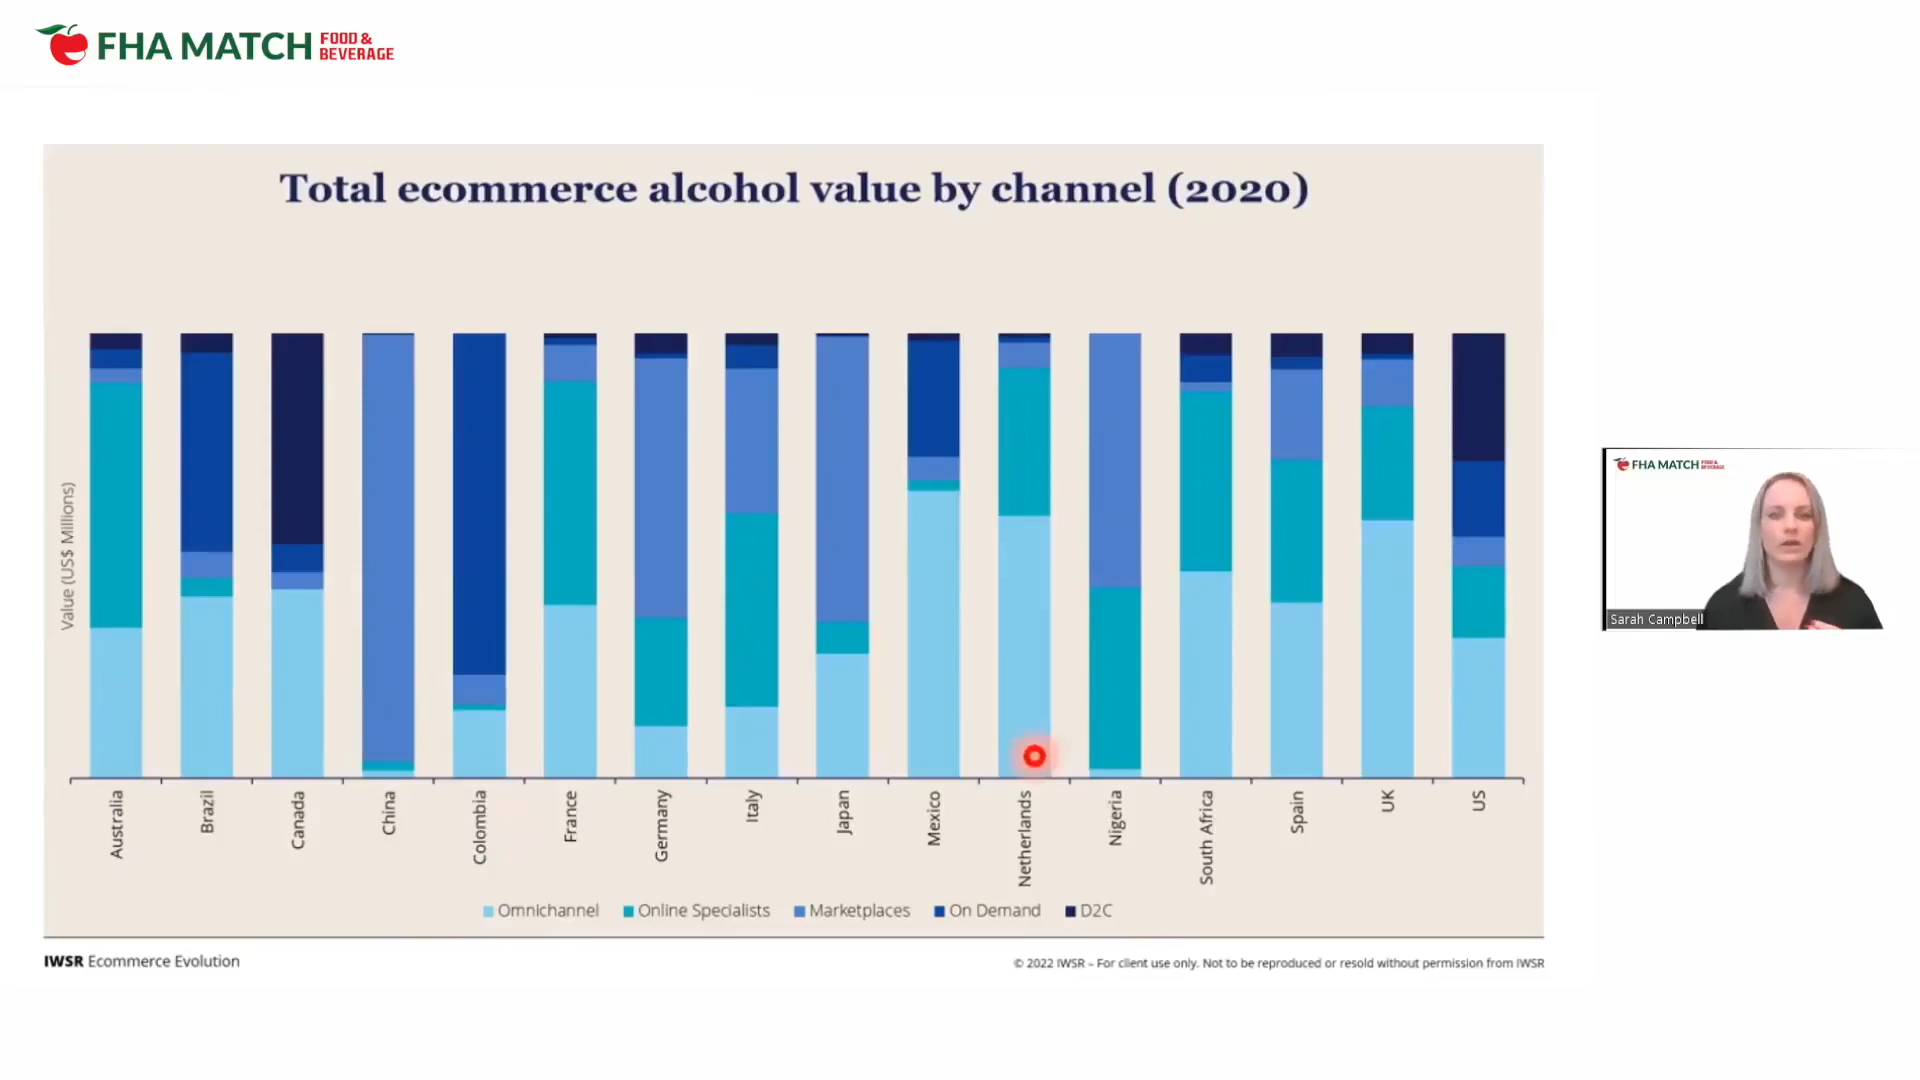 FHA MATCH FOOD & BEVERAGE
Total ecommerce alcohol value by channel (2020)
Value (US$ Millions)
Australia
Brazil
Canada
China
Colombia
France
Germany
Italy
Japan
Mexico
Netherlands
Nigeria
South Africa
Spain
UK
US
Omnichannel
Online Specialists
Marketplaces
On Demand
D2C
IWSR Ecommerce Evolution
© 2022 IWSR – For client use only. Not to be reproduced or resold without permission from IWSR
FHA MATCH FOOD & BEVERAGE
Sarah Campbell